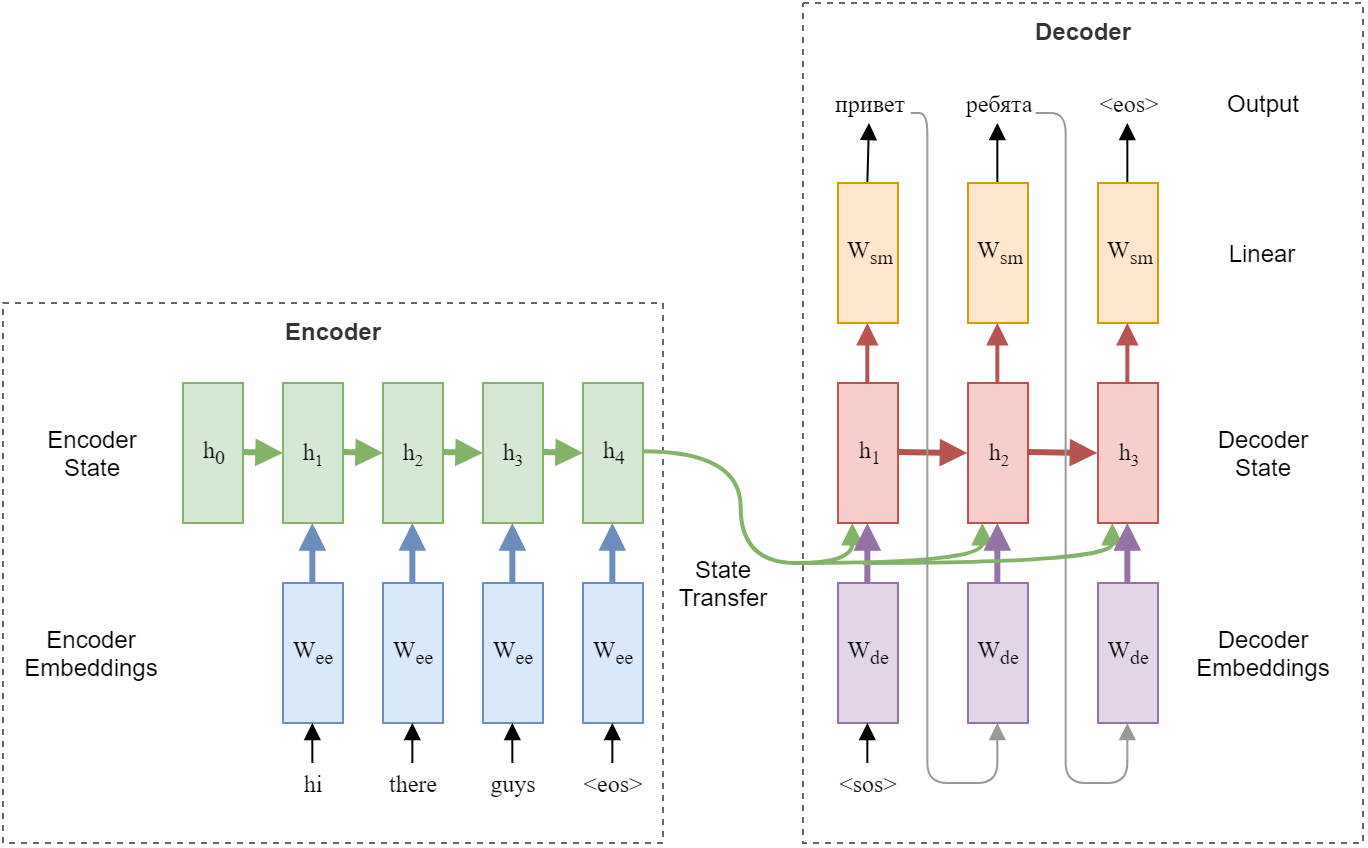 Decoder
привет
ребята
<eos>
Output
W_sm
W_sm
W_sm
Linear
Encoder
Encoder
State
h_0
h_1
h_2
h_3
h_4
h_1
h_2
h_3
Decoder
State
State
Transfer
Encoder
Embeddings
W_ee
W_ee
W_ee
W_ee
W_de
W_de
W_de
Decoder
Embeddings
hi
there
guys
<eos>
<sos>